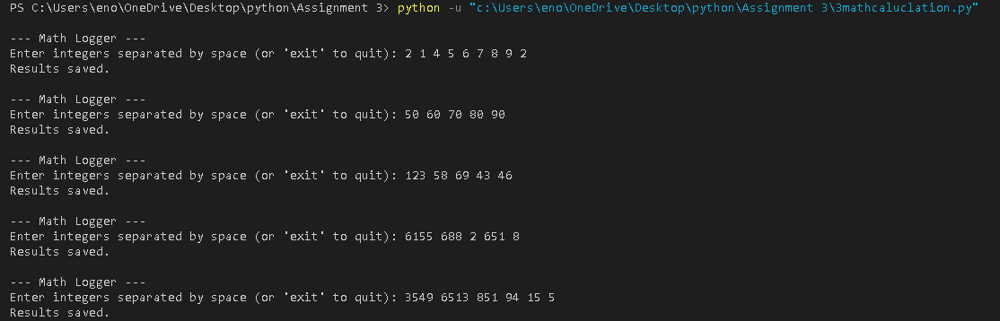 PS C:\Users\eno\OneDrive\Desktop\python\Assignment 3> python -u "c:\Users\eno\OneDrive\Desktop\python\Assignment 3\3mathcaluclation.py"
--- Math Logger ---
Enter integers separated by space (or 'exit' to quit): 2 1 4 5 6 7 8 9 2
Results saved.
--- Math Logger ---
Enter integers separated by space (or 'exit' to quit): 50 60 70 80 90
Results saved.
--- Math Logger ---
Enter integers separated by space (or 'exit' to quit): 123 58 69 43 46
Results saved.
--- Math Logger ---
Enter integers separated by space (or 'exit' to quit): 6155 688 2 651 8
Results saved.
--- Math Logger ---
Enter integers separated by space (or 'exit' to quit): 3549 6513 851 94 15 5
Results saved.